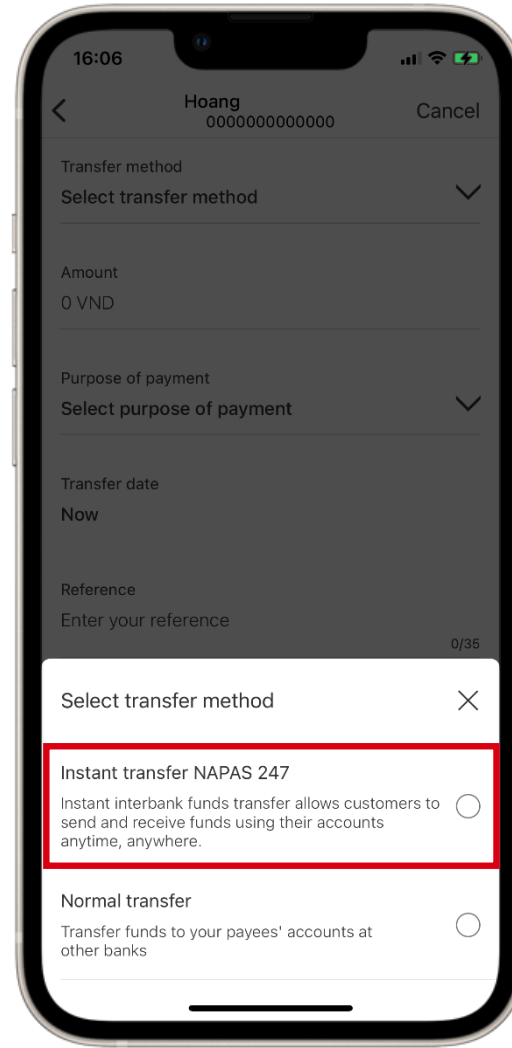 16:06
Hoang
0000000000000
Cancel
Transfer method
Select transfer method
Amount
0 VND
Purpose of payment
Select purpose of payment
Transfer date
Now
Reference
Enter your reference
0/35
Select transfer method
Instant transfer NAPAS 247
Instant interbank funds transfer allows customers to
send and receive funds using their accounts
anytime, anywhere.
Normal transfer
Transfer funds to your payees' accounts at
other banks